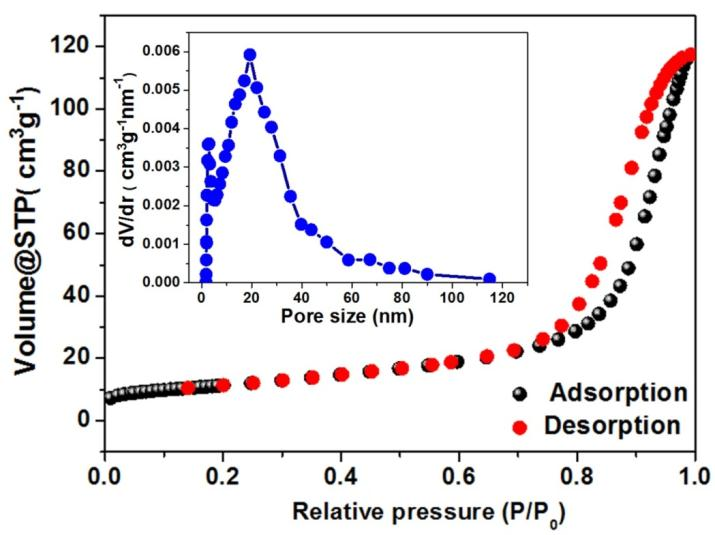 120
100
80
60
40
20
0
Volume@STP( cm³g⁻¹)
0.006
0.005
0.004
0.003
0.002
0.001
0.000
dV/dr ( cm³g⁻¹nm⁻¹)
0 20 40 60 80 100 120
Pore size (nm)
Adsorption
Desorption
0.0 0.2 0.4 0.6 0.8 1.0
Relative pressure (P/P₀)